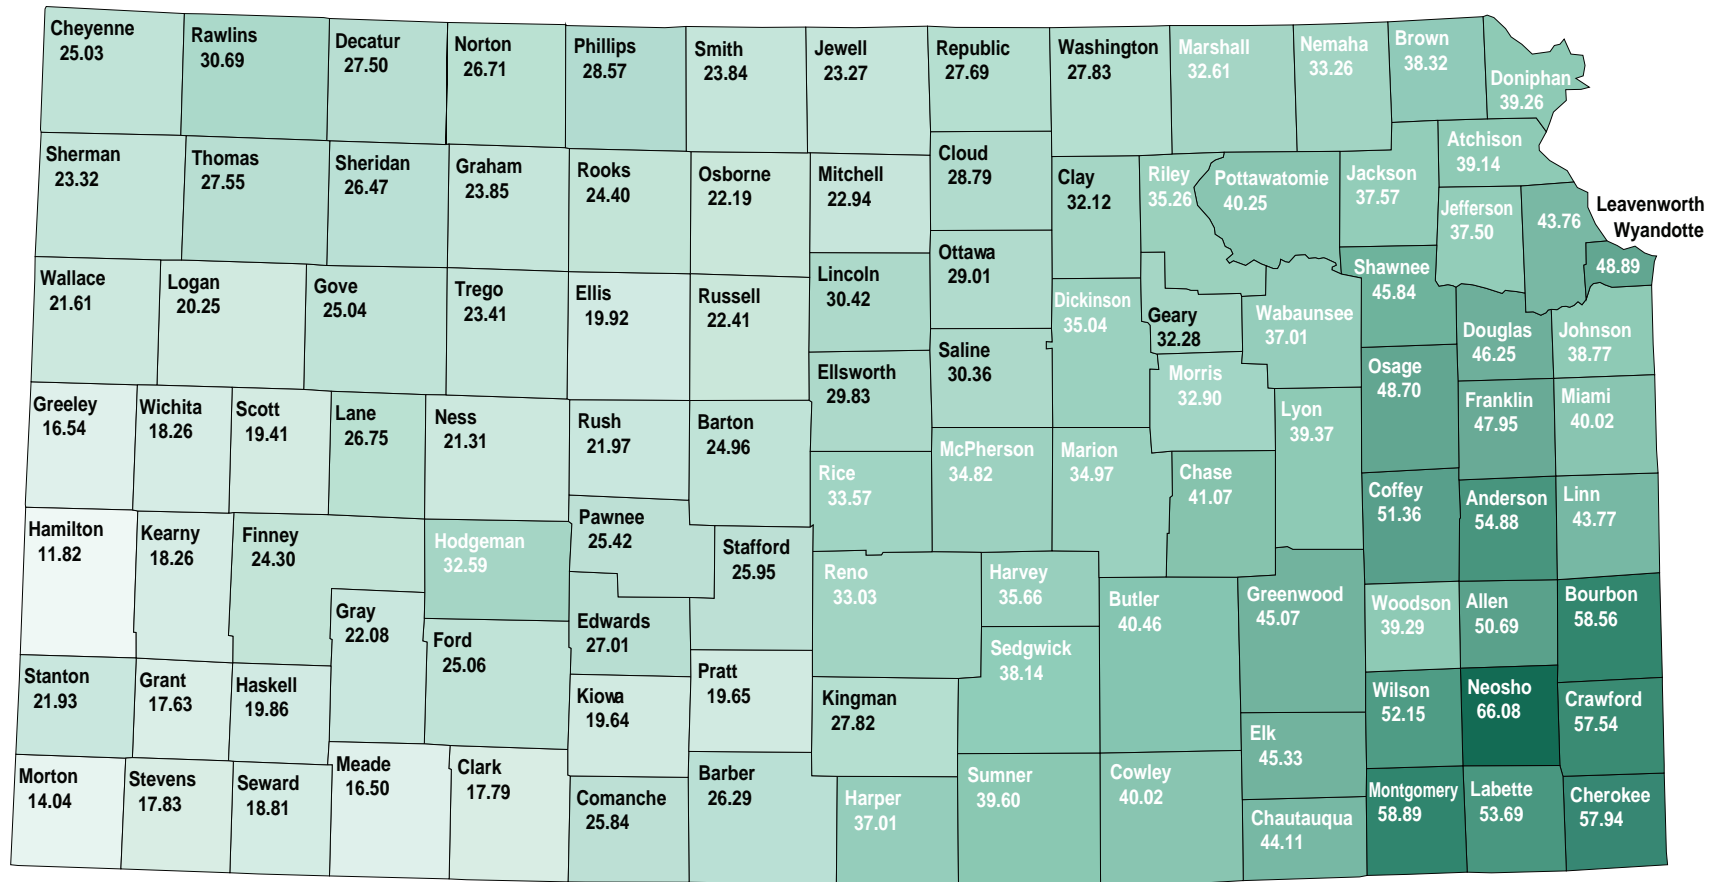 Cheyenne
25.03
Rawlins
30.69
Decatur
27.50
Norton
26.71
Phillips
28.57
Smith
23.84
Jewell
23.27
Republic
27.69
Washington
27.83
Marshall
32.61
Nemaha
33.26
Brown
38.32
Doniphan
39.26
Sherman
23.32
Thomas
27.55
Sheridan
26.47
Graham
23.85
Rooks
24.40
Osborne
22.19
Mitchell
22.94
Cloud
28.79
Clay
32.12
Riley
35.26
Pottawatomie
40.25
Jackson
37.57
Atchison
39.14
Jefferson
37.50
43.76
Leavenworth
Wyandotte
48.89
Wallace
21.61
Logan
20.25
Gove
25.04
Trego
23.41
Ellis
19.92
Russell
22.41
Lincoln
30.42
Ottawa
29.01
Dickinson
35.04
Geary
32.28
Wabaunsee
37.01
Shawnee
45.84
Douglas
46.25
Johnson
38.77
Ellsworth
29.83
Saline
30.36
Morris
32.90
Osage
48.70
Franklin
47.95
Miami
40.02
Greeley
16.54
Wichita
18.26
Scott
19.41
Lane
26.75
Ness
21.31
Rush
21.97
Barton
24.96
Rice
33.57
McPherson
34.82
Marion
34.97
Chase
41.07
Lyon
39.37
Coffey
51.36
Anderson
54.88
Linn
43.77
Hamilton
11.82
Kearny
18.26
Finney
24.30
Hodgeman
32.59
Pawnee
25.42
Stafford
25.95
Reno
33.03
Harvey
35.66
Butler
40.46
Greenwood
45.07
Woodson
39.29
Allen
50.69
Bourbon
58.56
Gray
22.08
Ford
25.06
Edwards
27.01
Sedgwick
38.14
Stanton
21.93
Grant
17.63
Haskell
19.86
Kiowa
19.64
Pratt
19.65
Kingman
27.82
Wilson
52.15
Neosho
66.08
Crawford
57.54
Elk
45.33
Morton
14.04
Stevens
17.83
Seward
18.81
Meade
16.50
Clark
17.79
Comanche
25.84
Barber
26.29
Harper
37.01
Sumner
39.60
Cowley
40.02
Chautauqua
44.11
Montgomery
58.89
Labette
53.69
Cherokee
57.94